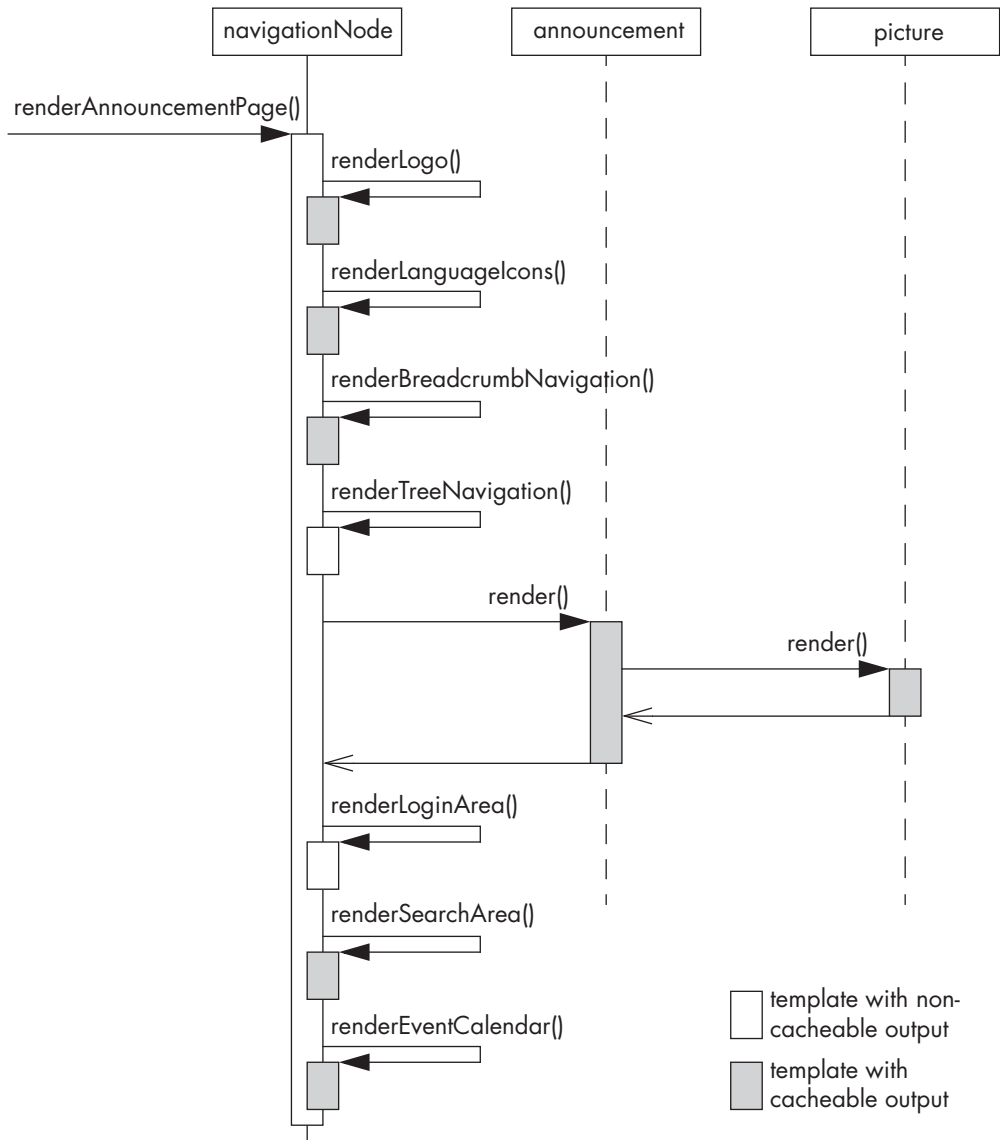 navigationNode
announcement
picture
renderAnnouncementPage()
renderLogo()
renderLanguageIcons()
renderBreadcrumbNavigation()
renderTreeNavigation()
render()
render()
renderLoginArea()
renderSearchArea()
renderEventCalendar()
template with non-
cacheable output
template with
cacheable output